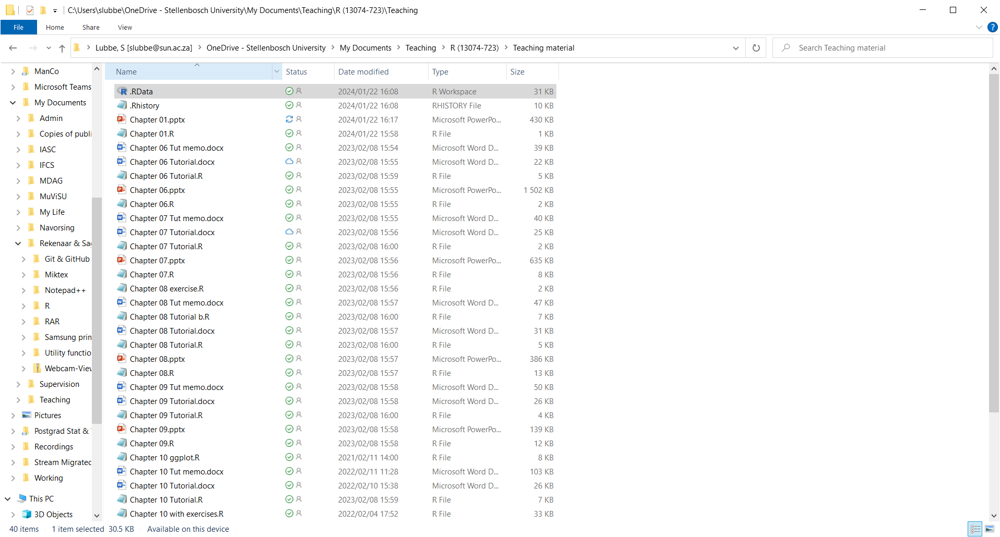 C:\Users\slubbe\OneDrive - Stellenbosch University\My Documents\Teaching\R (13074-723)\Teaching
File Home Share View
Lubbe, S [slubbe@sun.ac.za] OneDrive - Stellenbosch University My Documents Teaching R (13074-723) Teaching material
Search Teaching material
ManCo
Microsoft Teams
My Documents
Admin
Copies of publi
IASC
IFCS
MDAG
MuViSU
My Life
Navorsing
Rekenaar & Sag
Git & GitHub
Miktex
Notepad++
R
RAR
Samsung prin
Utility functio
Webcam-View
Supervision
Teaching
Pictures
Postgrad Stat &
Recordings
Stream Migrated
Working
This PC
3D Objects
Name Status Date modified Type Size
.RData 2024/01/22 16:08 R Workspace 31 KB
.Rhistory 2024/01/22 16:08 RHISTORY File 10 KB
Chapter 01.pptx 2024/01/22 16:17 Microsoft PowerPo... 430 KB
Chapter 01.R 2024/01/22 15:58 R File 1 KB
Chapter 06 Tut memo.docx 2023/02/08 15:54 Microsoft Word D... 39 KB
Chapter 06 Tutorial.docx 2023/02/08 15:55 Microsoft Word D... 22 KB
Chapter 06 Tutorial.R 2023/02/08 15:59 R File 5 KB
Chapter 06.pptx 2023/02/08 15:55 Microsoft PowerPo... 1 502 KB
Chapter 06.R 2023/02/08 15:55 R File 2 KB
Chapter 07 Tut memo.docx 2023/02/08 15:55 Microsoft Word D... 40 KB
Chapter 07 Tutorial.docx 2023/02/08 15:56 Microsoft Word D... 25 KB
Chapter 07 Tutorial.R 2023/02/08 16:00 R File 2 KB
Chapter 07.pptx 2023/02/08 15:56 Microsoft PowerPo... 635 KB
Chapter 07.R 2023/02/08 15:56 R File 8 KB
Chapter 08 exercise.R 2023/02/08 15:56 R File 2 KB
Chapter 08 Tut memo.docx 2023/02/08 15:57 Microsoft Word D... 47 KB
Chapter 08 Tutorial b.R 2023/02/08 16:00 R File 7 KB
Chapter 08 Tutorial.docx 2023/02/08 15:57 Microsoft Word D... 31 KB
Chapter 08 Tutorial.R 2023/02/08 16:00 R File 5 KB
Chapter 08.pptx 2023/02/08 15:57 Microsoft PowerPo... 386 KB
Chapter 08.R 2023/02/08 15:57 R File 13 KB
Chapter 09 Tut memo.docx 2023/02/08 15:58 Microsoft Word D... 50 KB
Chapter 09 Tutorial.docx 2023/02/08 15:58 Microsoft Word D... 26 KB
Chapter 09 Tutorial.R 2023/02/08 16:00 R File 4 KB
Chapter 09.pptx 2023/02/08 15:58 Microsoft PowerPo... 139 KB
Chapter 09.R 2023/02/08 15:58 R File 12 KB
Chapter 10 ggplot.R 2021/02/11 14:00 R File 8 KB
Chapter 10 Tut memo.docx 2022/02/11 11:28 Microsoft Word D... 103 KB
Chapter 10 Tutorial.docx 2022/02/10 15:38 Microsoft Word D... 26 KB
Chapter 10 Tutorial.R 2023/02/08 15:59 R File 7 KB
Chapter 10 with exercises.R 2022/02/04 17:52 R File 33 KB
40 items 1 item selected 30.5 KB Available on this device